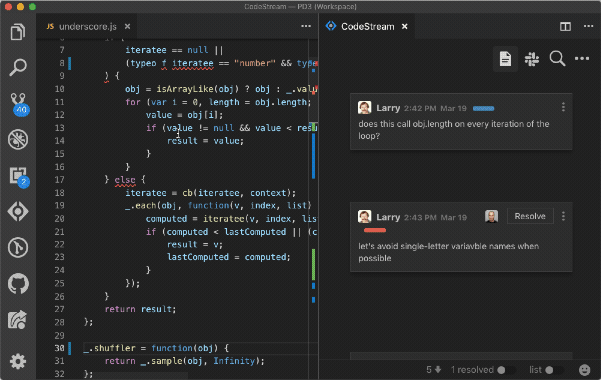 CodeStream — PD3 (Workspace)
JS underscore.js ×
CodeStream ×
7 iteratee == null ||
8 (typeo f iteratee == "number" && type
9 ) {
10 obj = isArrayLike(obj) ? obj : _.valu
11 for (var i = 0, length = obj.length;
12 value = obj[i];
13 if (value != null && value < res
14 result = value;
15 }
16 }
17 } else {
18 iteratee = cb(iteratee, context);
19 _.each(obj, function(v, index, list)
20 computed = iteratee(v, index, lis
21 if (computed < lastComputed || (c
22 result = v;
23 lastComputed = computed;
24 }
25 });
26 }
27 return result;
28 };
29
30 _.shuffler = function(obj) {
31 return _.sample(obj, Infinity);
32 };
40
2
Larry 2:42 PM Mar 19
does this call obj.length on every iteration of the
loop?
Larry 2:43 PM Mar 19 Resolve
let's avoid single-letter variavble names when
possible
5 1 resolved list